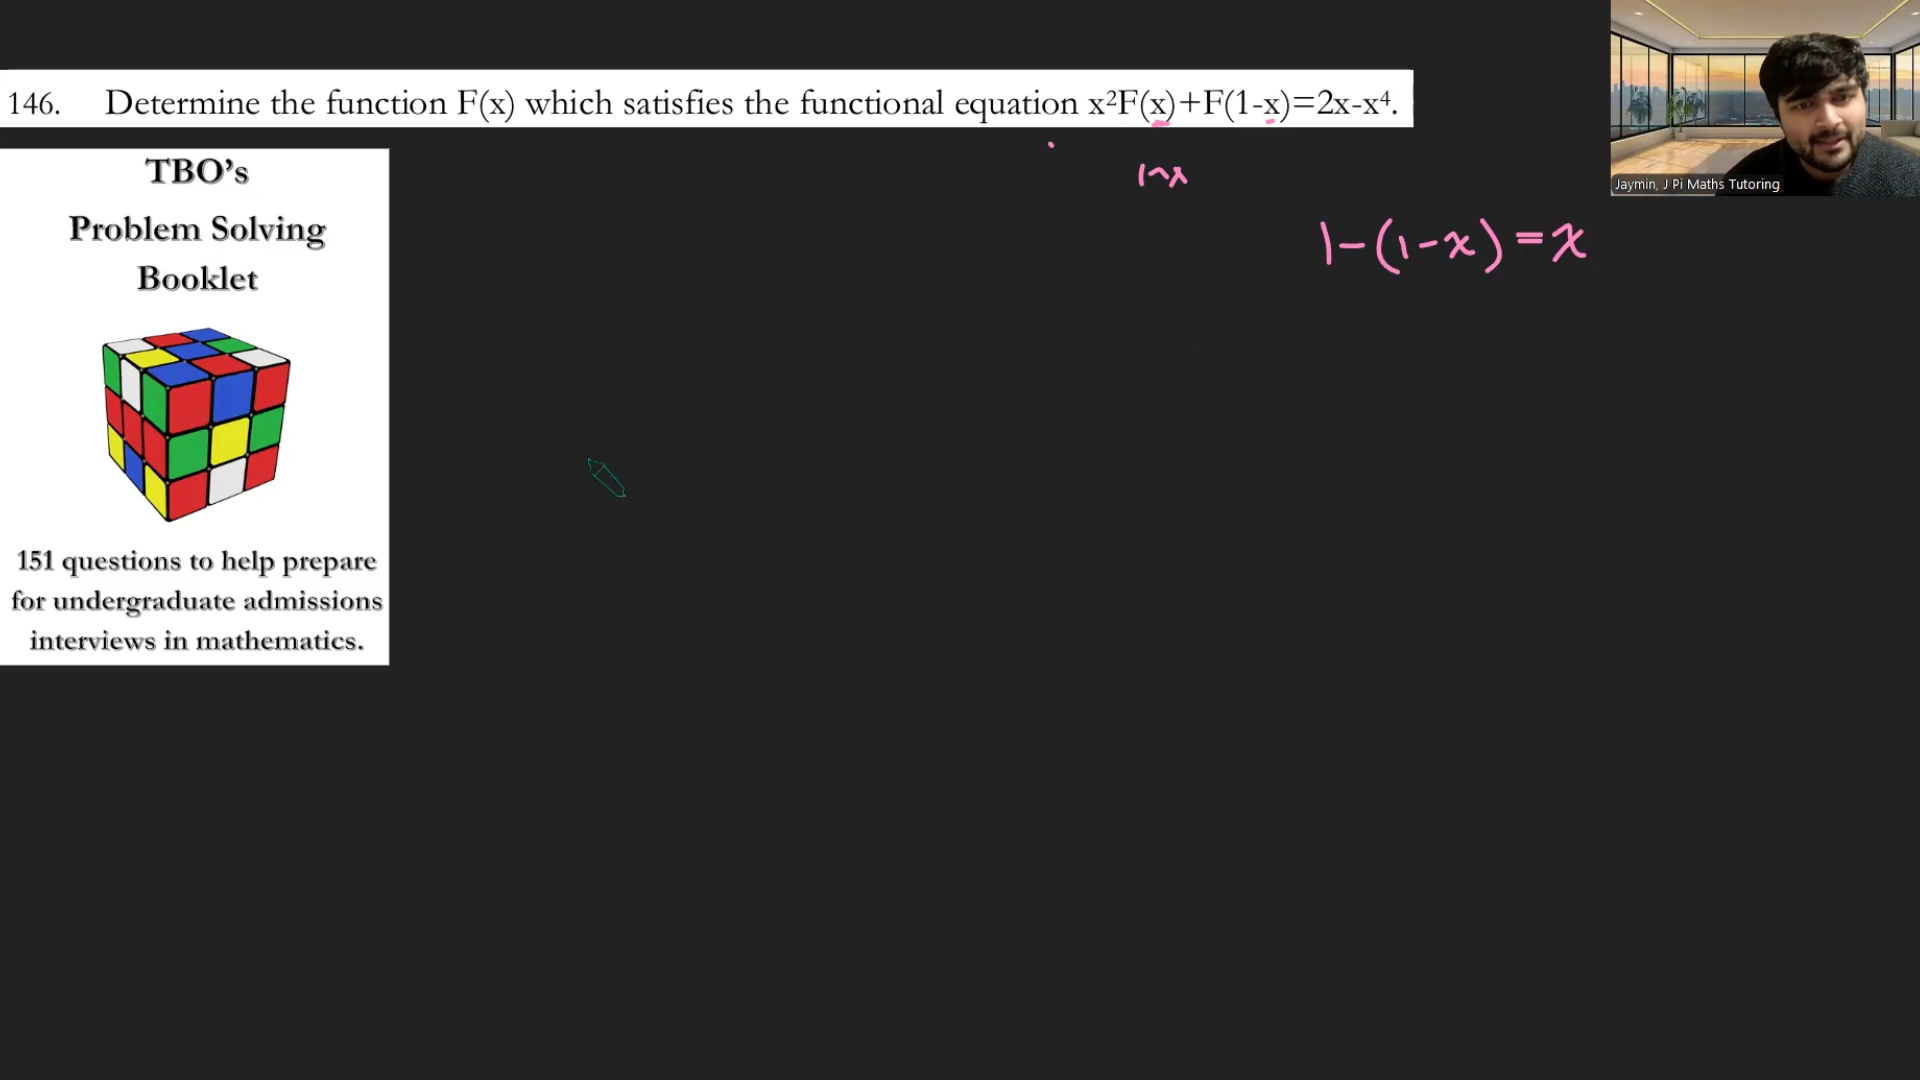 146. Determine the function F(x) which satisfies the functional equation x²F(x)+F(1-x)=2x-x⁴.
TBO's
Problem Solving
Booklet
151 questions to help prepare
for undergraduate admissions
interviews in mathematics.
1-x
1-(1-x)=x
Jaymin, J Pi Maths Tutoring